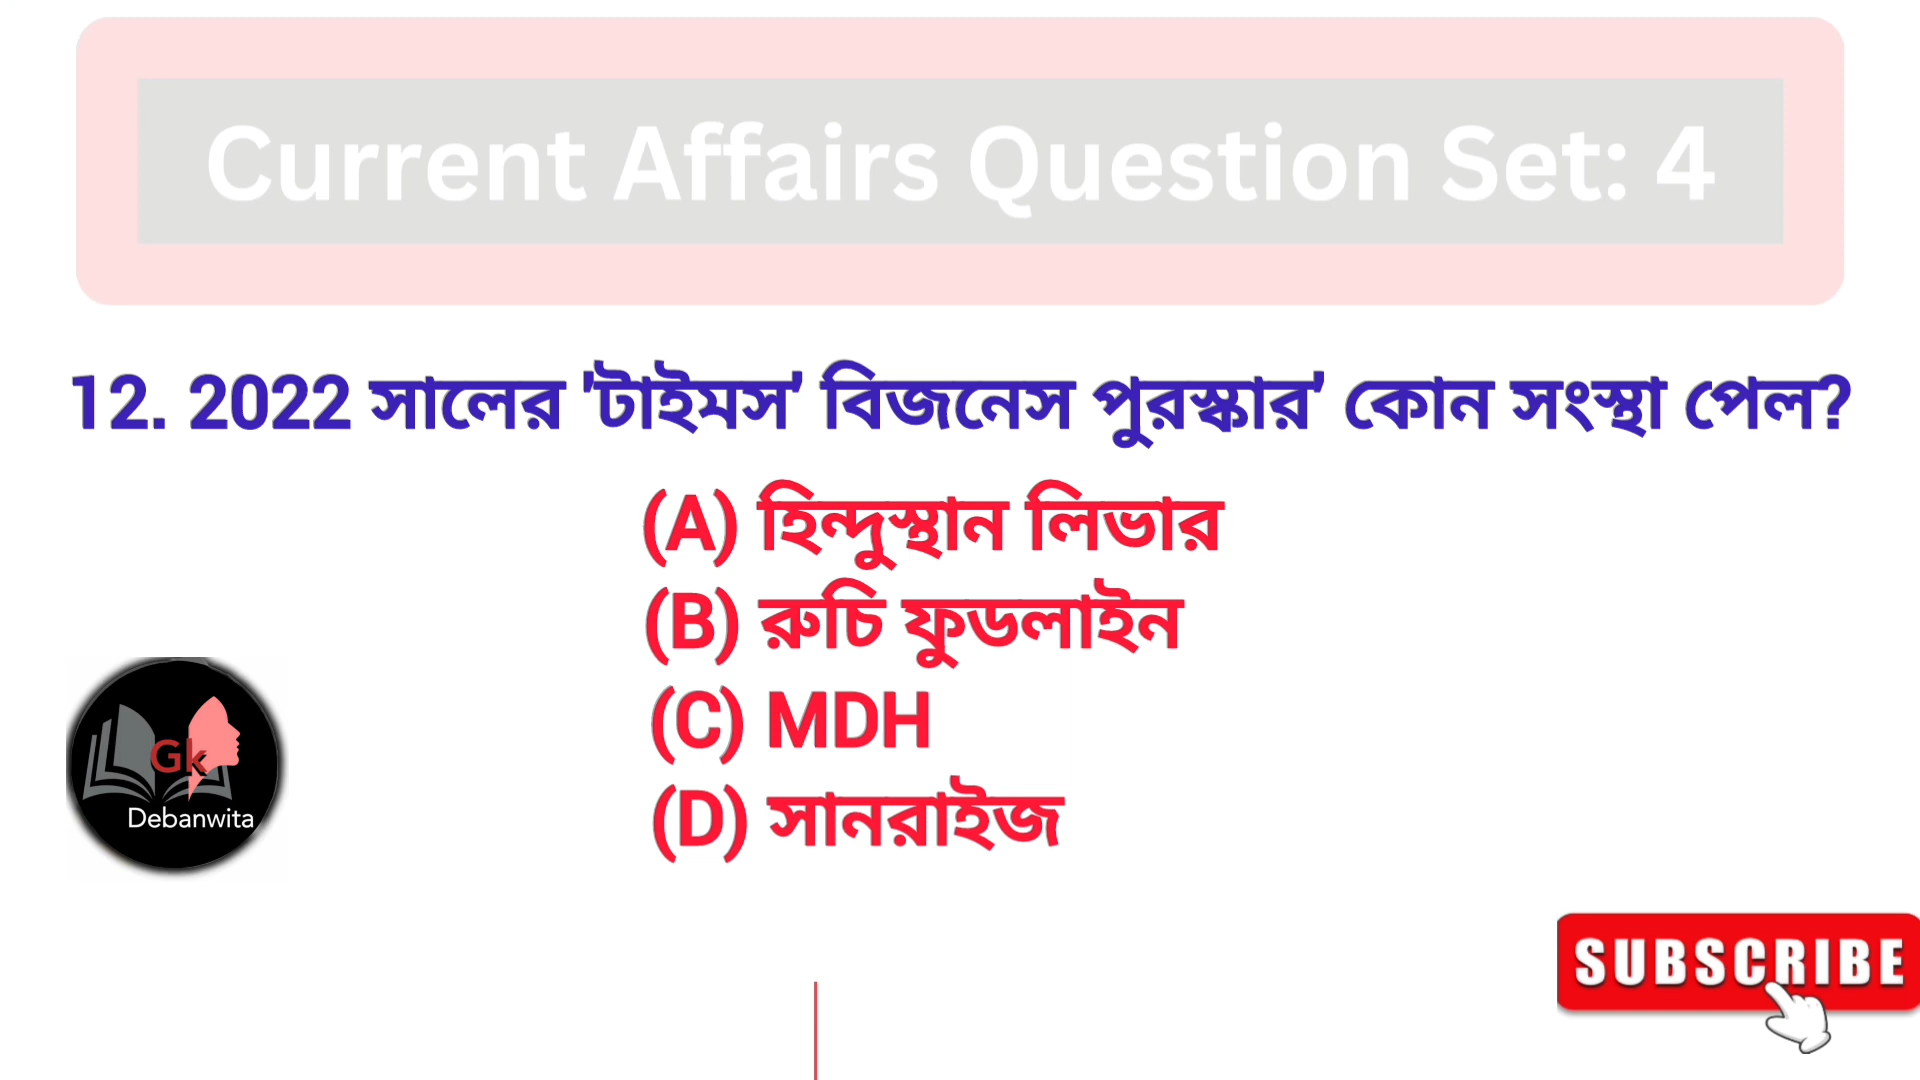 Current Affairs Question Set: 4
12. 2022 সালের 'টাইমস' বিজনেস পুরস্কার' কোন সংস্থা পেল?
(A) হিন্দুস্থান লিভার
(B) রুচি ফুডলাইন
(C) MDH
(D) সানরাইজ
Gk
Debanwita
SUBSCRIBE